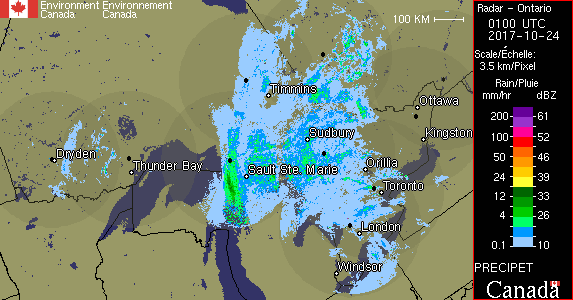 Environment Environnement
Canada Canada
100 KM
Timmins
Ottawa
Sudbury
Kingston
Dryden
Thunder Bay
Sault Ste. Marie
Orillia
Toronto
London
Windsor
Radar - Ontario
0100 UTC
2017-10-24
Scale/Échelle:
3.5 km/Pixel
Rain/Pluie
mm/hr dBZ
200 61
100 52
50 46
24 39
12 33
4 26
0.1 10
PRECIPET
Canada